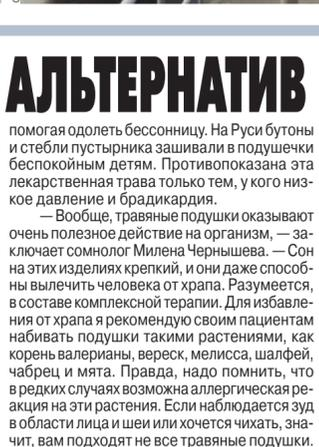 АЛЬТЕРНАТИВ
помогая одолеть бессонницу. На Руси бутоны
и стебли пустырника зашивали в подушечки
беспокойным детям. Противопоказана эта
лекарственная трава только тем, у кого низ-
кое давление и брадикардия.
— Вообще, травяные подушки оказывают
очень полезное действие на организм, — за-
ключает сомнолог Милена Чернышева. — Сон
на этих изделиях крепкий, и они даже способ-
ны вылечить человека от храпа. Разумеется,
в составе комплексной терапии. Для избавле-
ния от храпа я рекомендую своим пациентам
набивать подушки такими растениями, как
корень валерианы, вереск, мелисса, шалфей,
чабрец и мята. Правда, надо помнить, что
в редких случаях возможна аллергическая ре-
акция на эти растения. Если наблюдается зуд
в области лица и шеи или хочется чихать, зна-
чит, вам подходят не все травяные подушки.